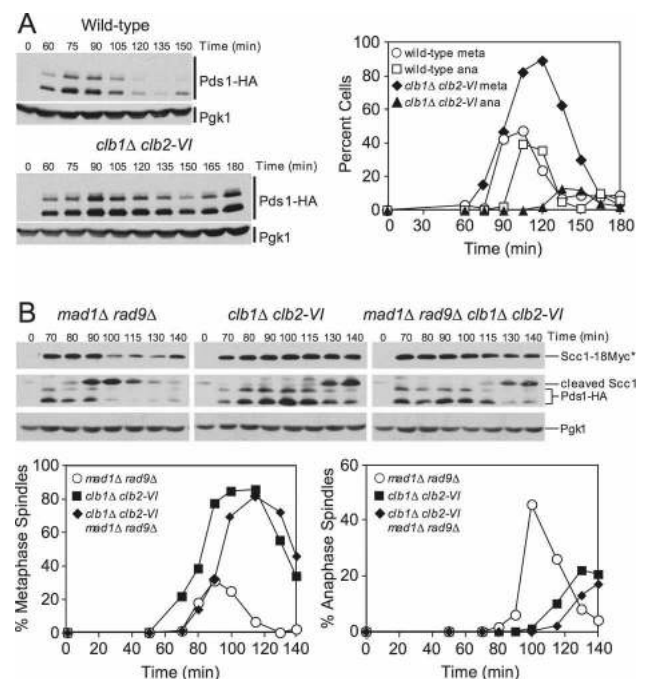 A
Wild-type
0 60 75 90 105 120 135 150 Time (min)
Pds1-HA
Pgk1
clb1Δ clb2-VI
0 60 75 90 105 120 135 150 165 180 Time (min)
Pds1-HA
Pgk1
wild-type meta
wild-type ana
clb1Δ clb2-VI meta
clb1Δ clb2-VI ana
Percent Cells
100
80
60
40
20
0
0 30 60 90 120 150 180
Time (min)
B
mad1Δ rad9Δ
clb1Δ clb2-VI
mad1Δ rad9Δ clb1Δ clb2-VI
0 70 80 90 100 115 130 140 0 70 80 90 100 115 130 140 0 70 80 90 100 115 130 140 Time (min)
Scc1-18Myc*
cleaved Scc1
Pds1-HA
Pgk1
% Metaphase Spindles
100
80
60
40
20
0
mad1Δ rad9Δ
clb1Δ clb2-VI
clb1Δ clb2-VI
mad1Δ rad9Δ
0 20 40 60 80 100 120 140
Time (min)
% Anaphase Spindles
60
40
20
0
mad1Δ rad9Δ
clb1Δ clb2-VI
clb1Δ clb2-VI
mad1Δ rad9Δ
0 20 40 60 80 100 120 140
Time (min)